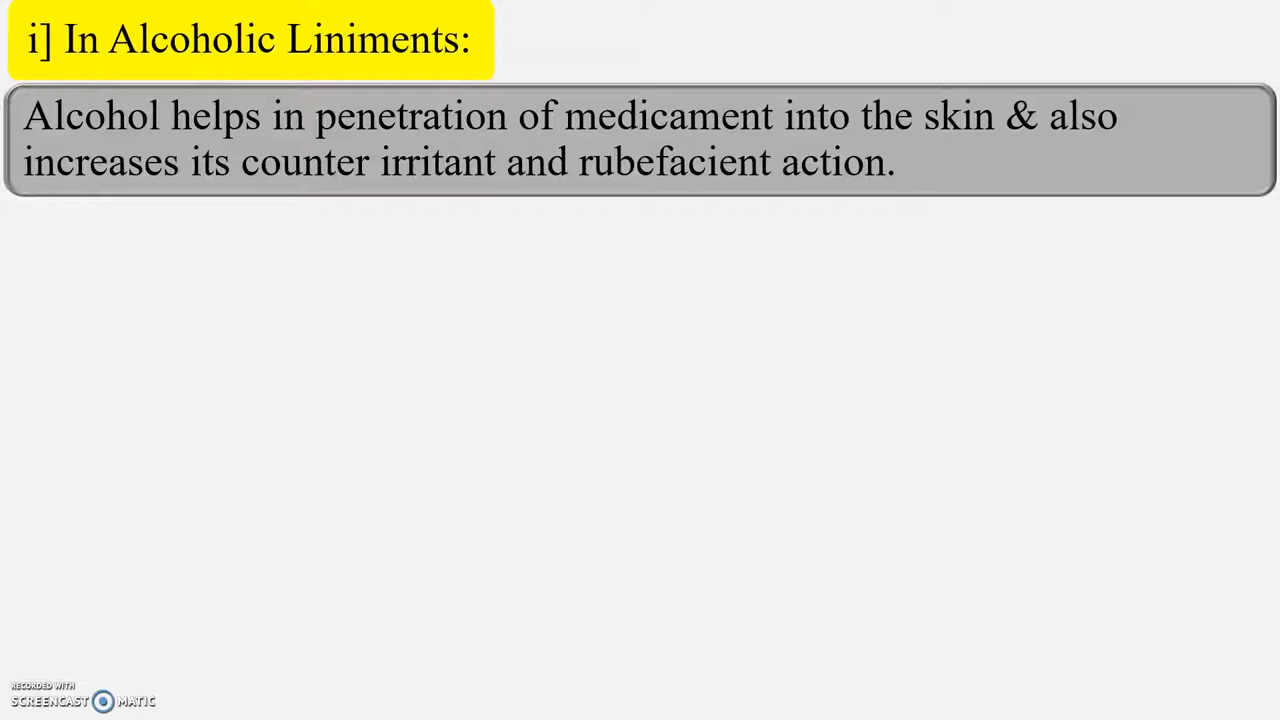 i] In Alcoholic Liniments:
Alcohol helps in penetration of medicament into the skin & also
increases its counter irritant and rubefacient action.
RECORDED WITH
SCREENCAST MATIC